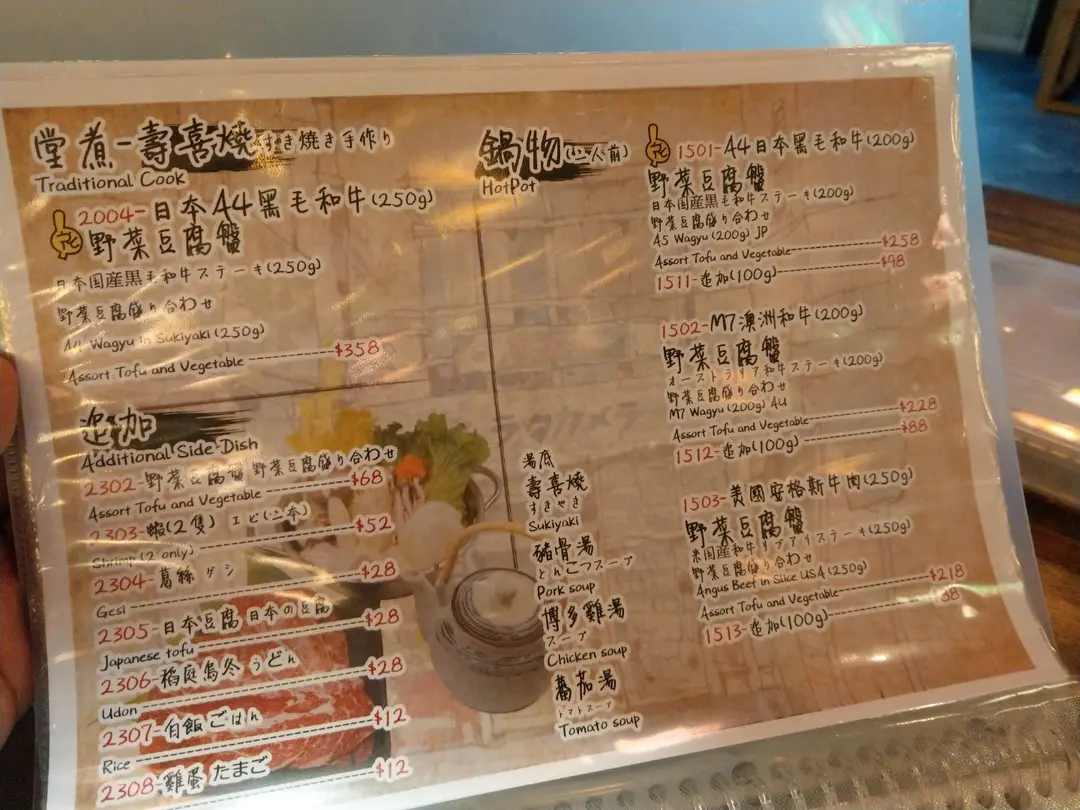 堂煮-壽喜燒 すき焼き手作り
Traditional Cook
2004-日本A4黑毛和牛(250g)
野菜豆腐盤
日本国産黒毛和牛ステーキ(250g)
野菜豆腐盛り合わせ
A4 Wagyu in Sukiyaki (250g)
Assort Tofu and Vegetable $358
追加
Additional Side-Dish
2302-野菜豆腐盤 野菜豆腐盛り合わせ
Assort Tofu and Vegetable $68
2303-蝦(2隻) エビ(二本)
Shrimp (2 only) $52
2304-葛絲 グシ
Gesi $28
2305-日本豆腐 日本の豆腐
Japanese tofu $28
2306-稻庭烏冬 うどん
Udon $28
2307-白飯 ごはん
Rice $12
2308-雞蛋 たまご
$12
鍋物(二人前)
HotPot
湯底
壽喜燒
すきやき
Sukiyaki
豬骨湯
とんこつスープ
Pork soup
博多雞湯
スープ
Chicken soup
蕃茄湯
トマトスープ
Tomato soup
1501-A4日本黑毛和牛(200g)
野菜豆腐盤
日本国産黒毛和牛ステーキ(200g)
野菜豆腐盛り合わせ
A5 Wagyu (200g) JP
Assort Tofu and Vegetable $258
1511-追加(100g) $98
1502-M7澳洲和牛(200g)
野菜豆腐盤
オーストラリア和牛ステーキ(200g)
野菜豆腐盛り合わせ
M7 Wagyu (200g) AU
Assort Tofu and Vegetable $228
1512-追加(100g) $88
1503-美國安格斯牛肉(250g)
野菜豆腐盤
米国産和牛リブアイステーキ(250g)
野菜豆腐盛り合わせ
Angus Beef in Slice USA (250g)
Assort Tofu and Vegetable $218
1513-追加(100g)